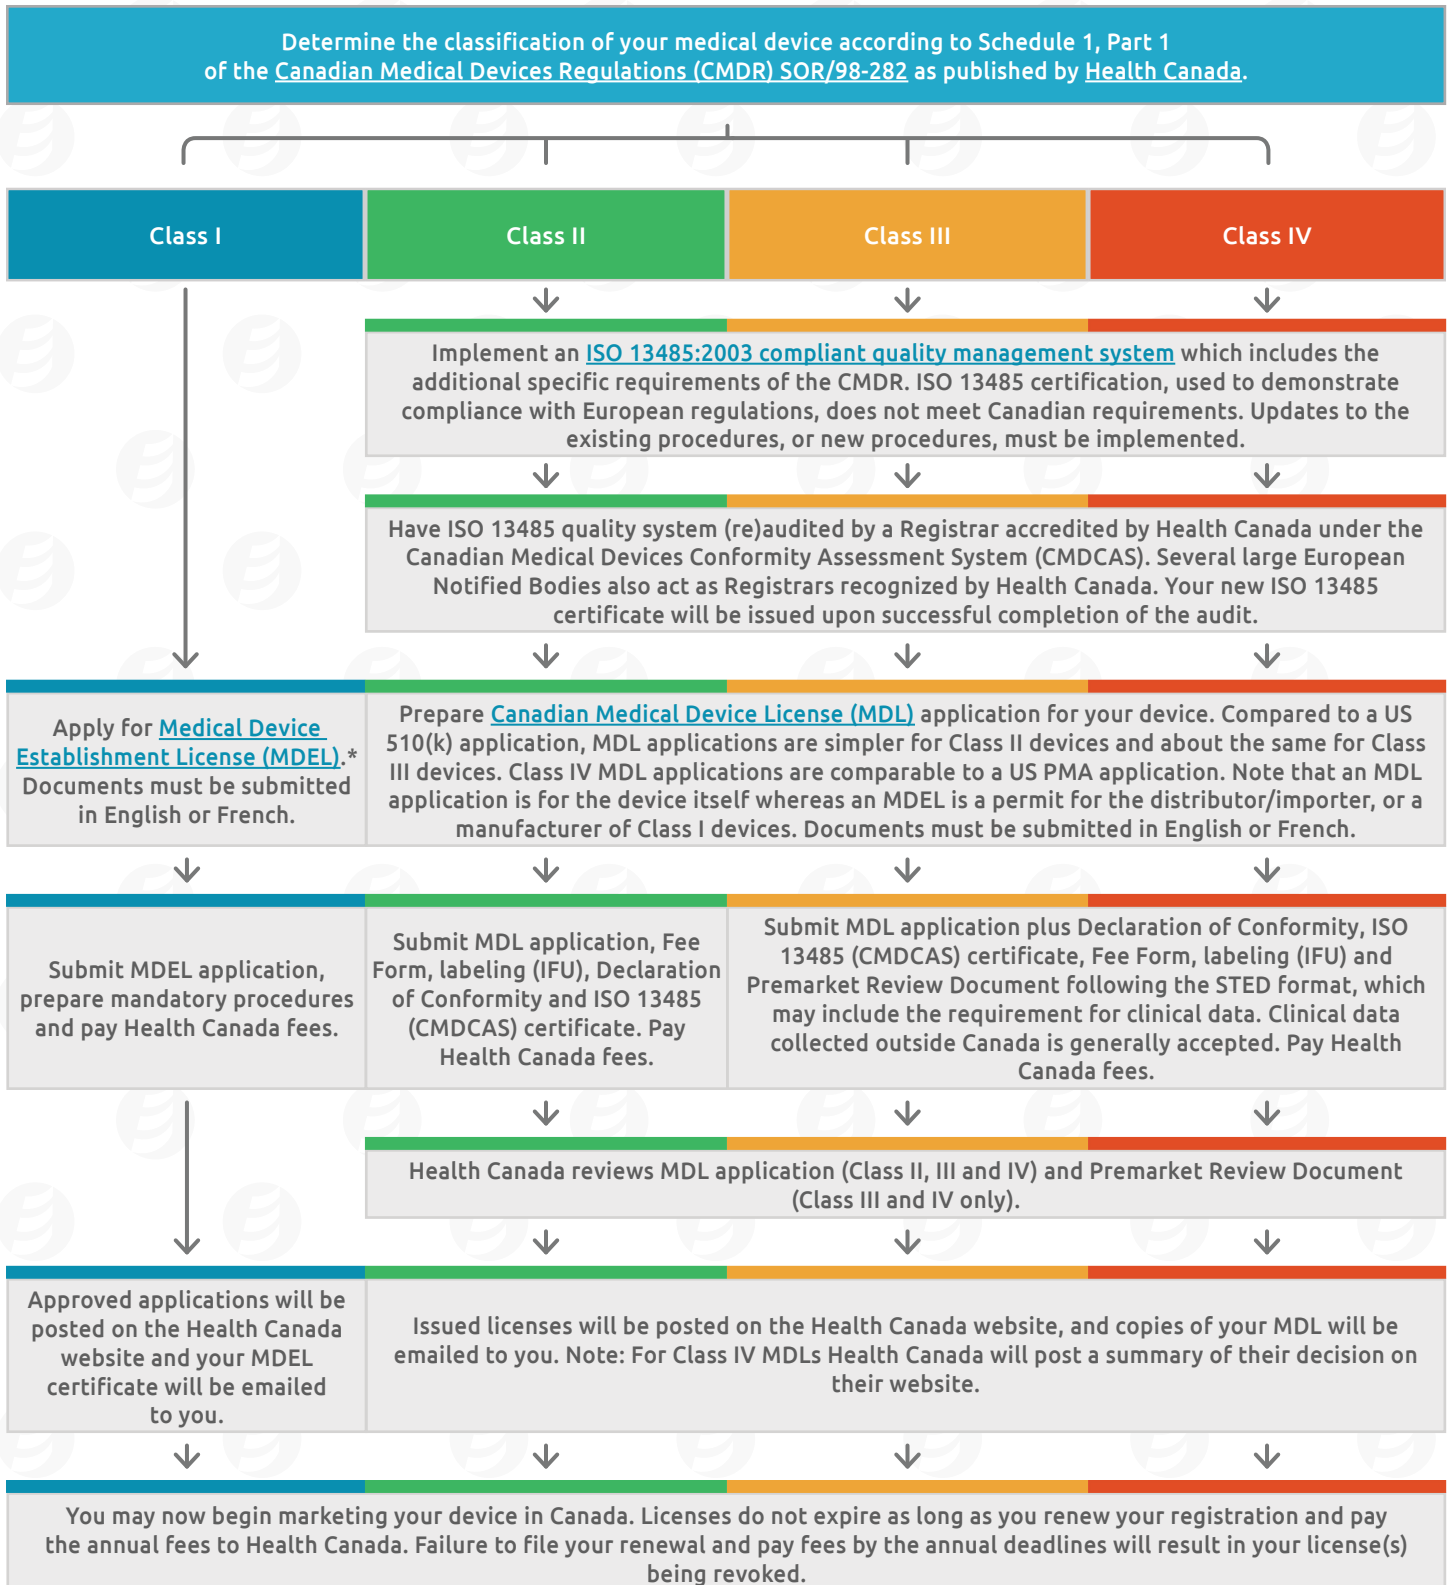 Determine the classification of your medical device according to Schedule 1, Part 1
of the Canadian Medical Devices Regulations (CMDR) SOR/98-282 as published by Health Canada.
Class I
Class II
Class III
Class IV
Implement an ISO 13485:2003 compliant quality management system which includes the
additional specific requirements of the CMDR. ISO 13485 certification, used to demonstrate
compliance with European regulations, does not meet Canadian requirements. Updates to the
existing procedures, or new procedures, must be implemented.
Have ISO 13485 quality system (re)audited by a Registrar accredited by Health Canada under the
Canadian Medical Devices Conformity Assessment System (CMDCAS). Several large European
Notified Bodies also act as Registrars recognized by Health Canada. Your new ISO 13485
certificate will be issued upon successful completion of the audit.
Apply for Medical Device
Establishment License (MDEL).*
Documents must be submitted
in English or French.
Prepare Canadian Medical Device License (MDL) application for your device. Compared to a US
510(k) application, MDL applications are simpler for Class II devices and about the same for Class
III devices. Class IV MDL applications are comparable to a US PMA application. Note that an MDL
application is for the device itself whereas an MDEL is a permit for the distributor/importer, or a
manufacturer of Class I devices. Documents must be submitted in English or French.
Submit MDEL application,
prepare mandatory procedures
and pay Health Canada fees.
Submit MDL application, Fee
Form, labeling (IFU), Declaration
of Conformity and ISO 13485
(CMDCAS) certificate. Pay
Health Canada fees.
Submit MDL application plus Declaration of Conformity, ISO
13485 (CMDCAS) certificate, Fee Form, labeling (IFU) and
Premarket Review Document following the STED format, which
may include the requirement for clinical data. Clinical data
collected outside Canada is generally accepted. Pay Health
Canada fees.
Health Canada reviews MDL application (Class II, III and IV) and Premarket Review Document
(Class III and IV only).
Approved applications will be
posted on the Health Canada
website and your MDEL
certificate will be emailed
to you.
Issued licenses will be posted on the Health Canada website, and copies of your MDL will be
emailed to you. Note: For Class IV MDLs Health Canada will post a summary of their decision on
their website.
You may now begin marketing your device in Canada. Licenses do not expire as long as you renew your registration and pay
the annual fees to Health Canada. Failure to file your renewal and pay fees by the annual deadlines will result in your license(s)
being revoked.